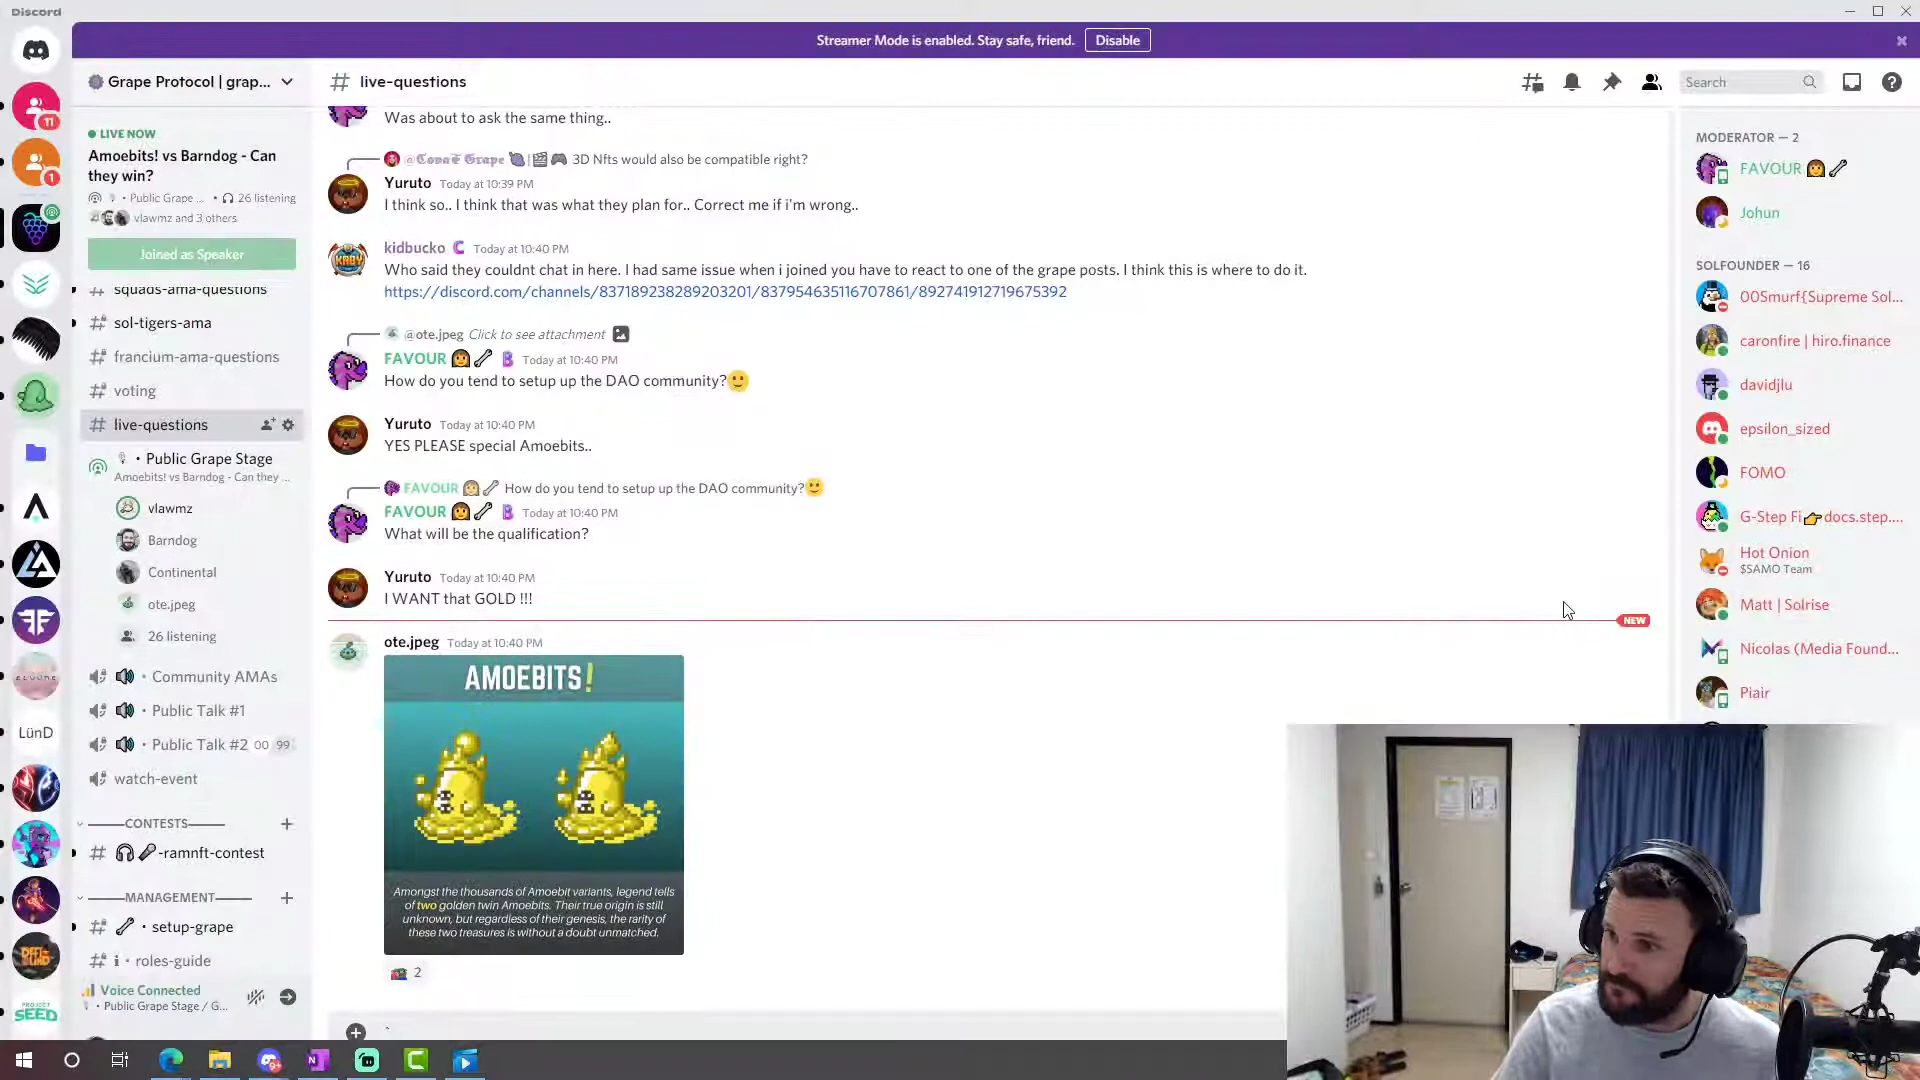 Discord
Streamer Mode is enabled. Stay safe, friend.
Disable
Grape Protocol | grap...
live-questions
Search
LIVE NOW
Amoebits! vs Barndog - Can
they win?
• Public Grape ... • 26 listening
vlawmz and 3 others
Joined as Speaker
squads-ama-questions
sol-tigers-ama
francium-ama-questions
voting
live-questions
• Public Grape Stage
Amoebits! vs Barndog - Can they ...
vlawmz
Barndog
Continental
ote.jpeg
26 listening
• Community AMAs
• Public Talk #1
• Public Talk #2 00 99
watch-event
CONTESTS
-ramnft-contest
MANAGEMENT
• setup-grape
• roles-guide
Voice Connected
• Public Grape Stage / G...
11
1
LünD
PROJECT
SEED
Was about to ask the same thing..
@ConaT Grape 3D Nfts would also be compatible right?
Yuruto Today at 10:39 PM
I think so.. I think that was what they plan for.. Correct me if i'm wrong..
kidbucko C Today at 10:40 PM
Who said they couldnt chat in here. I had same issue when i joined you have to react to one of the grape posts. I think this is where to do it.
https://discord.com/channels/837189238289203201/837954635116707861/892741912719675392
@ote.jpeg Click to see attachment
FAVOUR B Today at 10:40 PM
How do you tend to setup up the DAO community?
Yuruto Today at 10:40 PM
YES PLEASE special Amoebits..
FAVOUR How do you tend to setup up the DAO community?
FAVOUR B Today at 10:40 PM
What will be the qualification?
Yuruto Today at 10:40 PM
I WANT that GOLD !!!
NEW
ote.jpeg Today at 10:40 PM
AMOEBITS!
Amongst the thousands of Amoebit variants, legend tells
of two golden twin Amoebits. Their true origin is still
unknown, but regardless of their genesis, the rarity of
these two treasures is without a doubt unmatched.
2
MODERATOR — 2
FAVOUR
Johun
SOLFOUNDER — 16
00Smurf{Supreme Sol...
caronfire | hiro.finance
davidjlu
epsilon_sized
FOMO
G-Step Fi docs.step....
Hot Onion
$SAMO Team
Matt | Solrise
Nicolas (Media Found...
Piair